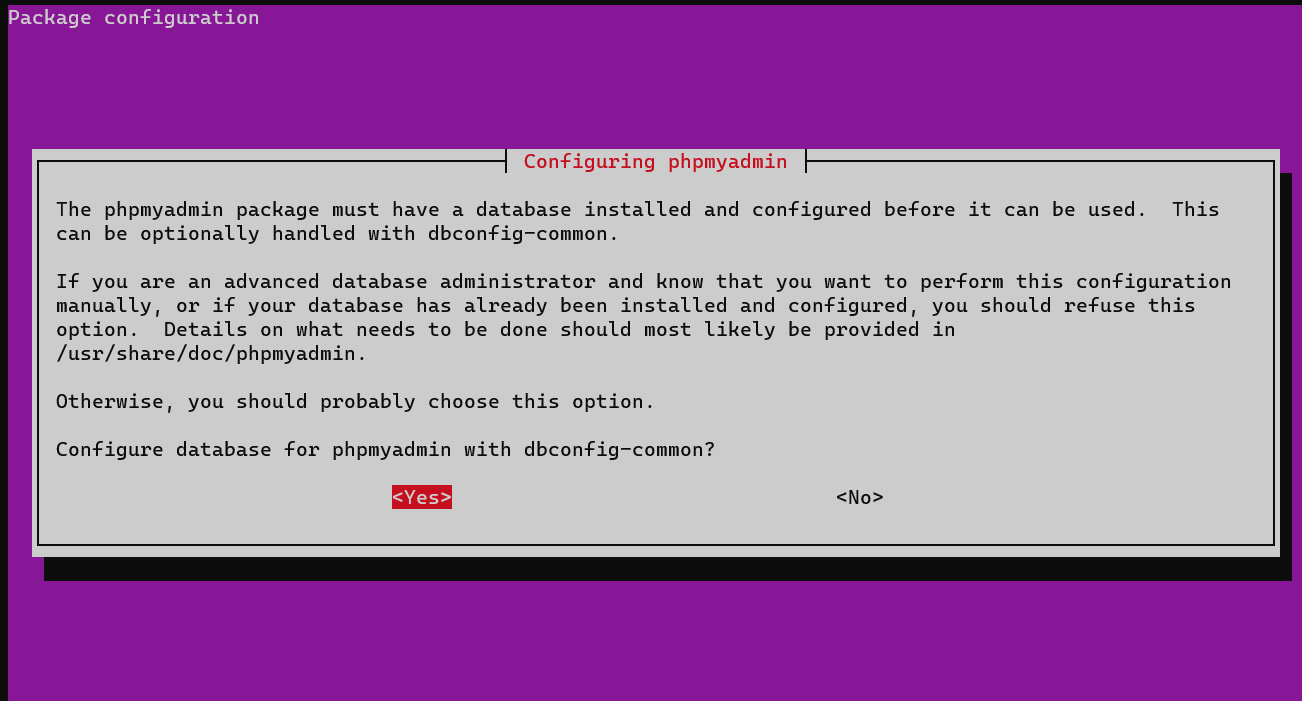 Package configuration
Configuring phpmyadmin
The phpmyadmin package must have a database installed and configured before it can be used.  This
can be optionally handled with dbconfig-common.
If you are an advanced database administrator and know that you want to perform this configuration
manually, or if your database has already been installed and configured, you should refuse this
option.  Details on what needs to be done should most likely be provided in
/usr/share/doc/phpmyadmin.
Otherwise, you should probably choose this option.
Configure database for phpmyadmin with dbconfig-common?
<Yes> <No>